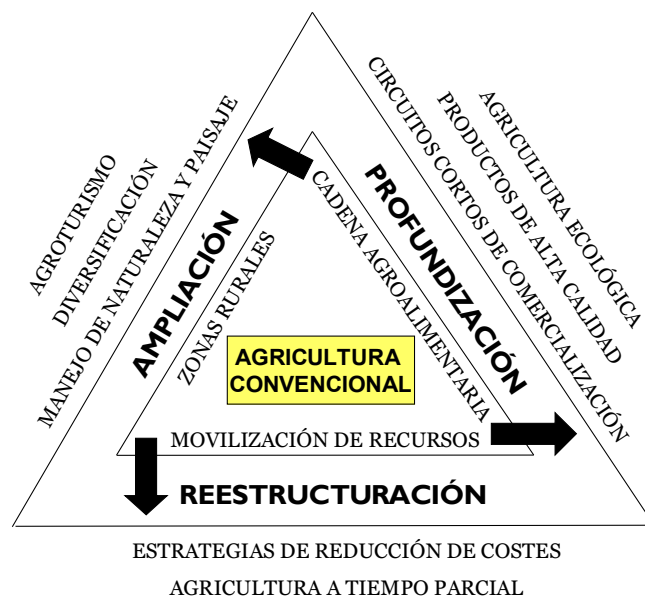 AGROTURISMO
DIVERSIFICACIÓN
MANEJO DE NATURALEZA Y PAISAJE
AMPLIACIÓN
ZONAS RURALES
AGRICULTURA
CONVENCIONAL
CADENA AGROALIMENTARIA
PROFUNDIZACIÓN
CIRCUITOS CORTOS DE COMERCIALIZACIÓN
PRODUCTOS DE ALTA CALIDAD
AGRICULTURA ECOLÓGICA
MOVILIZACIÓN DE RECURSOS
REESTRUCTURACIÓN
ESTRATEGIAS DE REDUCCIÓN DE COSTES
AGRICULTURA A TIEMPO PARCIAL